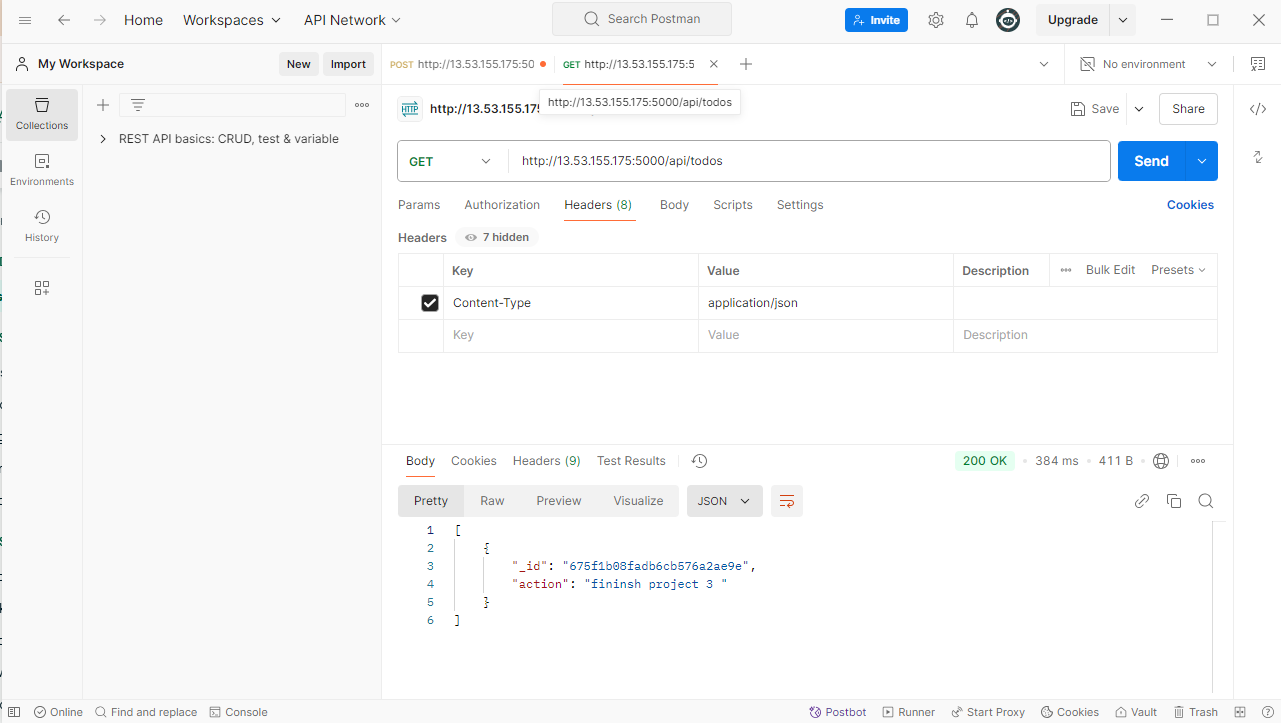 Home Workspaces API Network Search Postman Invite Upgrade
My Workspace New Import POST http://13.53.155.175:50 GET http://13.53.155.175:5 No environment
http://13.53.155.175:5000/api/todos
Collections
Environments
History
REST API basics: CRUD, test & variable
HTTP http://13.53.155.175: Save Share
GET http://13.53.155.175:5000/api/todos Send
Params Authorization Headers (8) Body Scripts Settings Cookies
Headers 7 hidden
Key Value Description Bulk Edit Presets
Content-Type application/json
Key Value Description
Body Cookies Headers (9) Test Results 200 OK 384 ms 411 B
Pretty Raw Preview Visualize JSON
1 [
2 {
3 "_id": "675f1b08fadb6cb576a2ae9e",
4 "action": "fininsh project 3 "
5 }
6 ]
Online Find and replace Console Postbot Runner Start Proxy Cookies Vault Trash